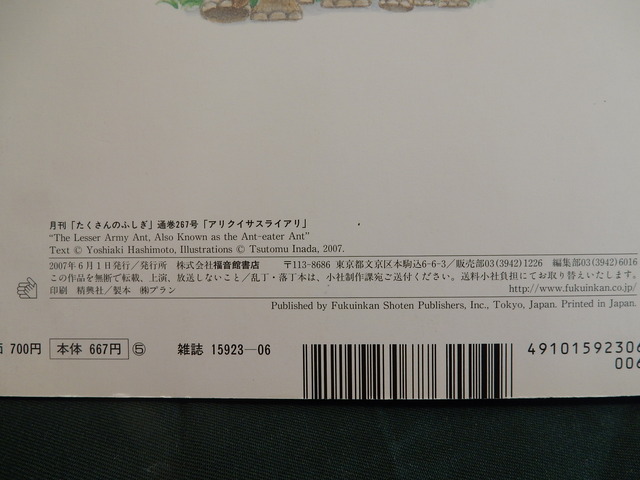 月刊「たくさんのふしぎ」通巻267号「アリクイサスライアリ」
“The Lesser Army Ant, Also Known as the Ant-eater Ant”
Text © Yoshiaki Hashimoto, Illustrations © Tsutomu Inada, 2007.
2007年6月1日発行／発行所 株式会社福音館書店 〒113-8686 東京都文京区本駒込6-6-3／販売部03(3942)1226 編集部03(3942)6016
この作品を無断で転載、上演、放送しないこと／乱丁・落丁本は、小社制作課宛ご送付ください。送料小社負担にてお取り替えいたします。
印刷 精興社／製本 ㈱プラン http://www.fukuinkan.co.jp/
Published by Fukuinkan Shoten Publishers, Inc., Tokyo, Japan. Printed in Japan.
700円 本体 667円 ⑤ 雑誌 15923-06 49101592306
006